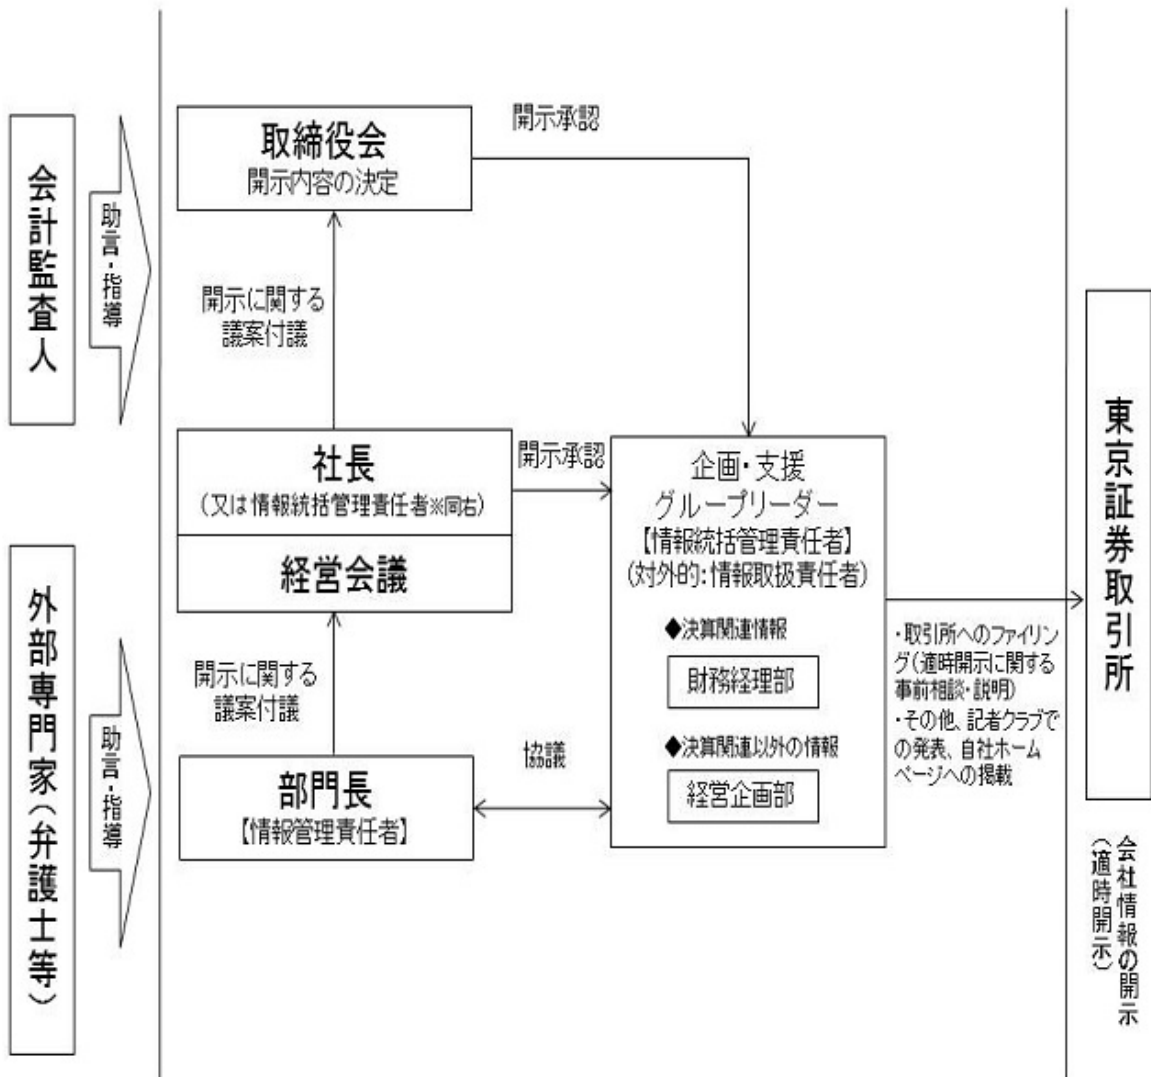 会計監査人
助言・指導
外部専門家(弁護士等)
助言・指導
取締役会
開示内容の決定
開示承認
開示に関する
議案付議
社長
(又は情報統括管理責任者※同右)
開示承認
経営会議
開示に関する
議案付議
部門長
【情報管理責任者】
協議
企画・支援
グループリーダー
【情報統括管理責任者】
(対外的:情報取扱責任者)
◆決算関連情報
財務経理部
◆決算関連以外の情報
経営企画部
・取引所へのファイリン
グ(適時開示に関する
事前相談・説明)
・その他、記者クラブで
の発表、自社ホーム
ページへの掲載
東京証券取引所
会社情報の開示
(適時開示)